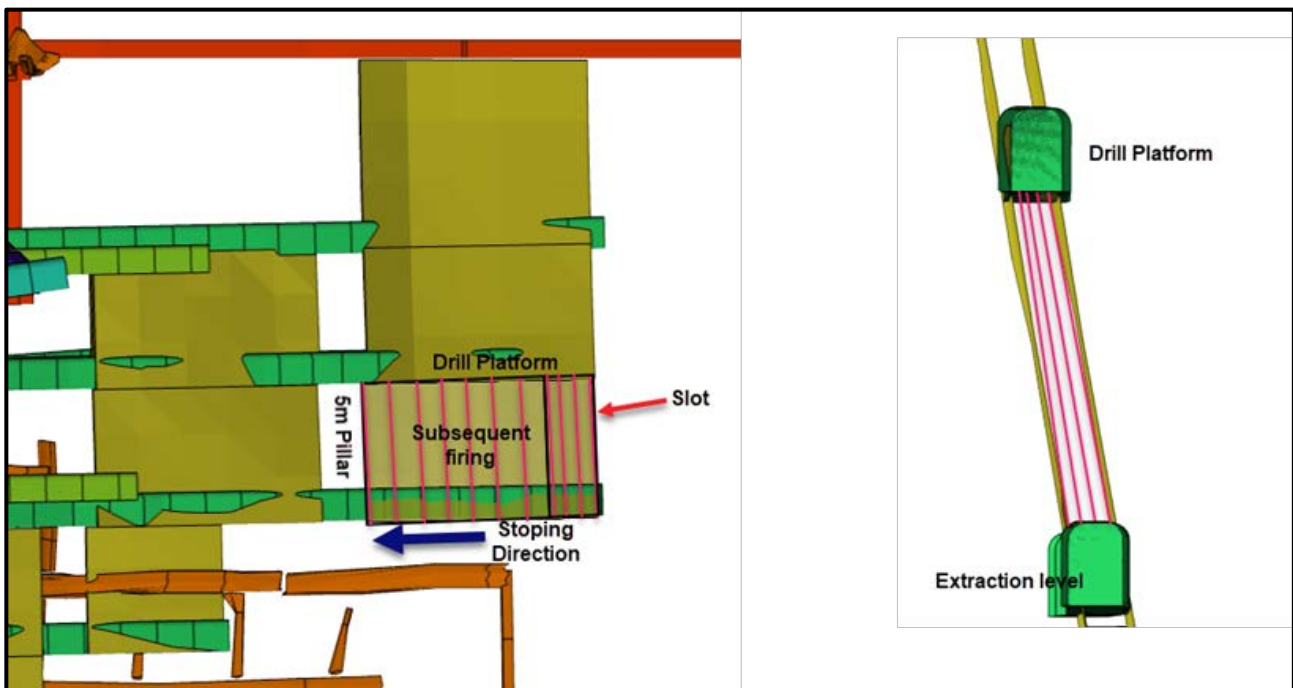 Drill Platform
Slot
5m Pillar
Subsequent
firing
Stoping
Direction
Drill Platform
Extraction level